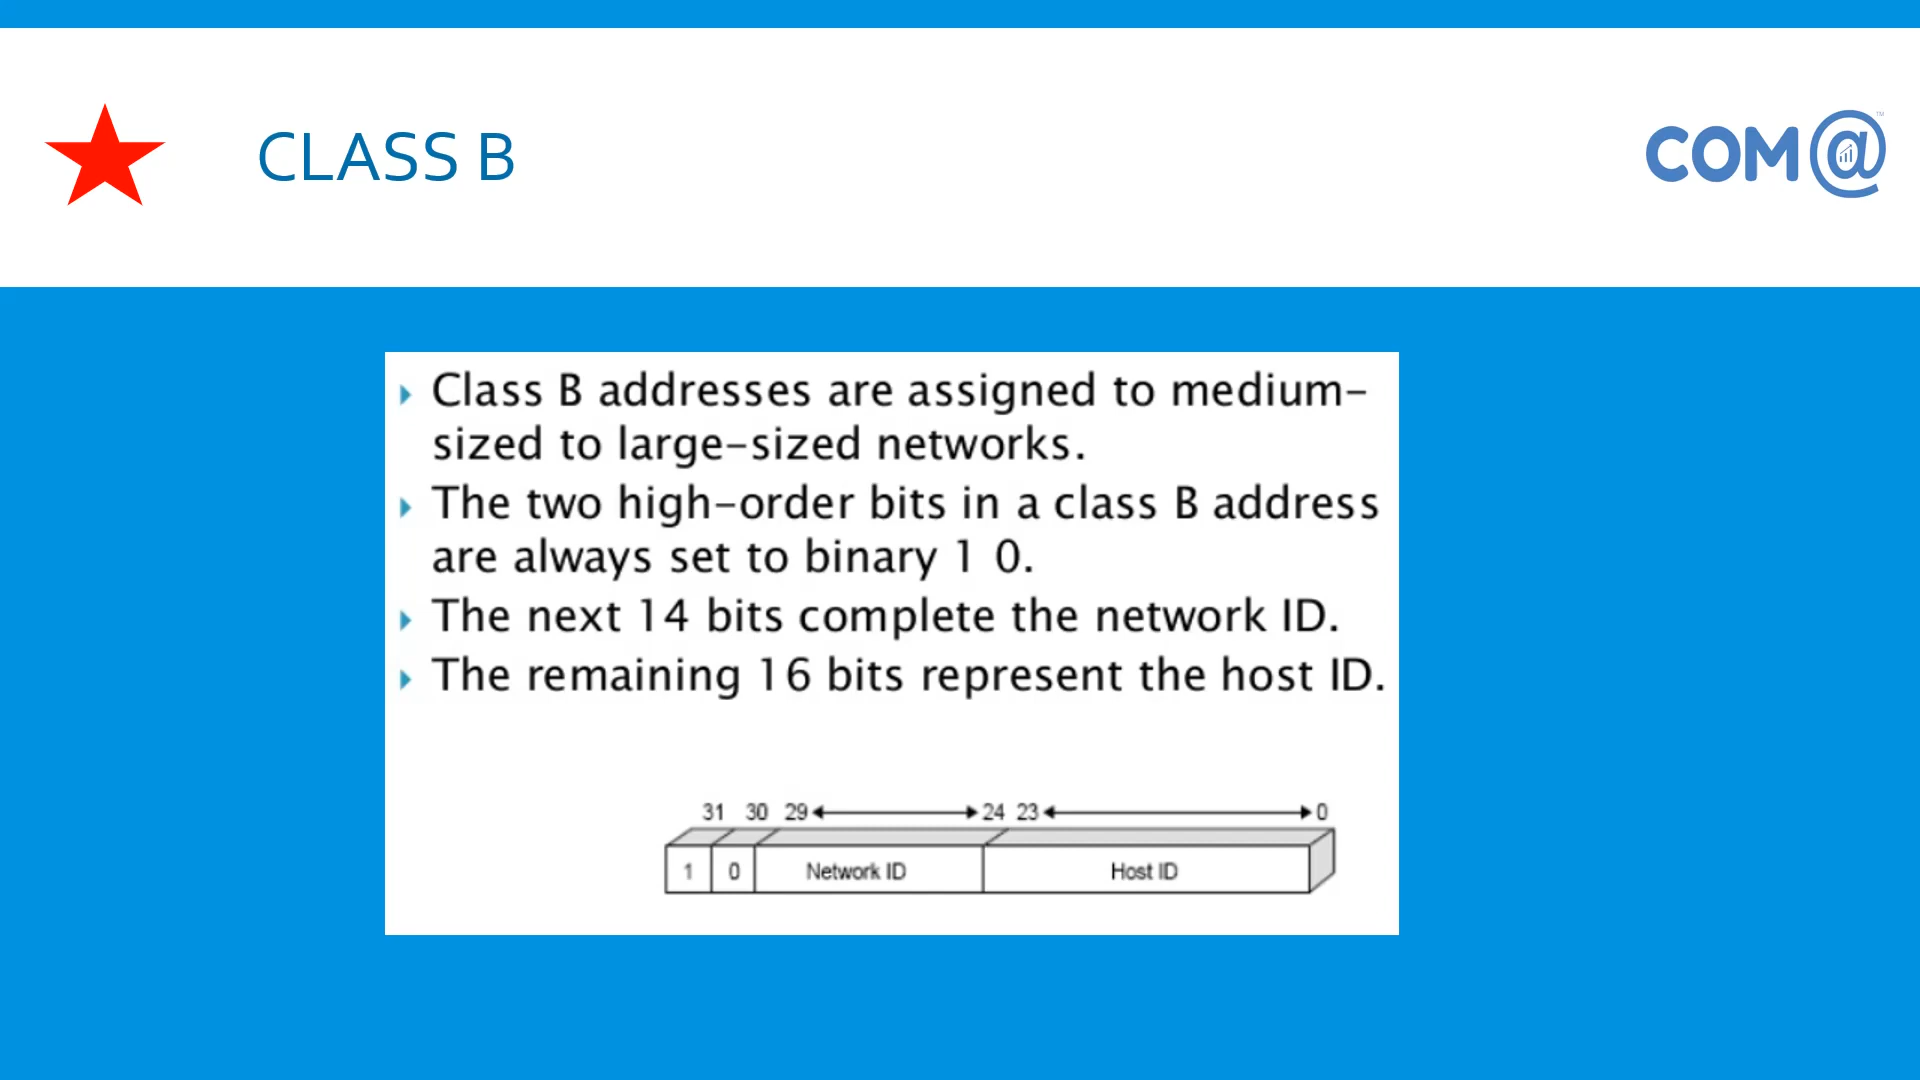 CLASS B
COM@
TM
Class B addresses are assigned to medium-
sized to large-sized networks.
The two high-order bits in a class B address
are always set to binary 1 0.
The next 14 bits complete the network ID.
The remaining 16 bits represent the host ID.
31 30 29 24 23 0
1 0 Network ID Host ID